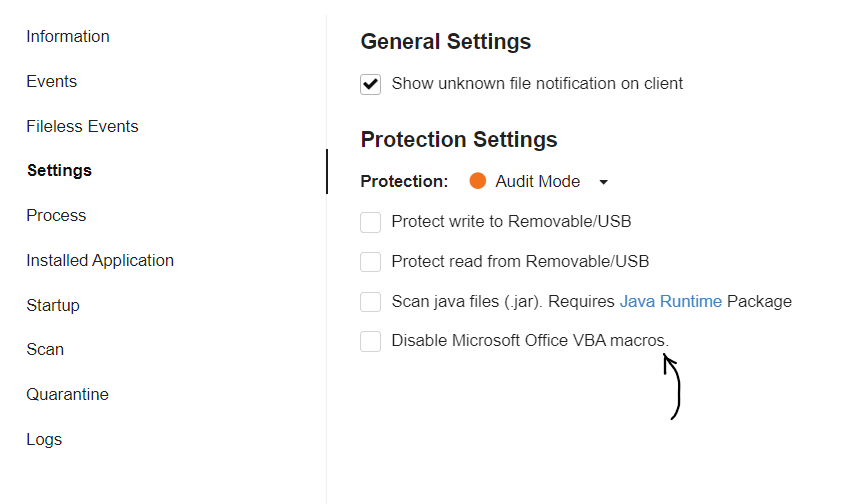 Information
Events
Fileless Events
Settings
Process
Installed Application
Startup
Scan
Quarantine
Logs
General Settings
Show unknown file notification on client
Protection Settings
Protection: Audit Mode
Protect write to Removable/USB
Protect read from Removable/USB
Scan java files (.jar). Requires Java Runtime Package
Disable Microsoft Office VBA macros.